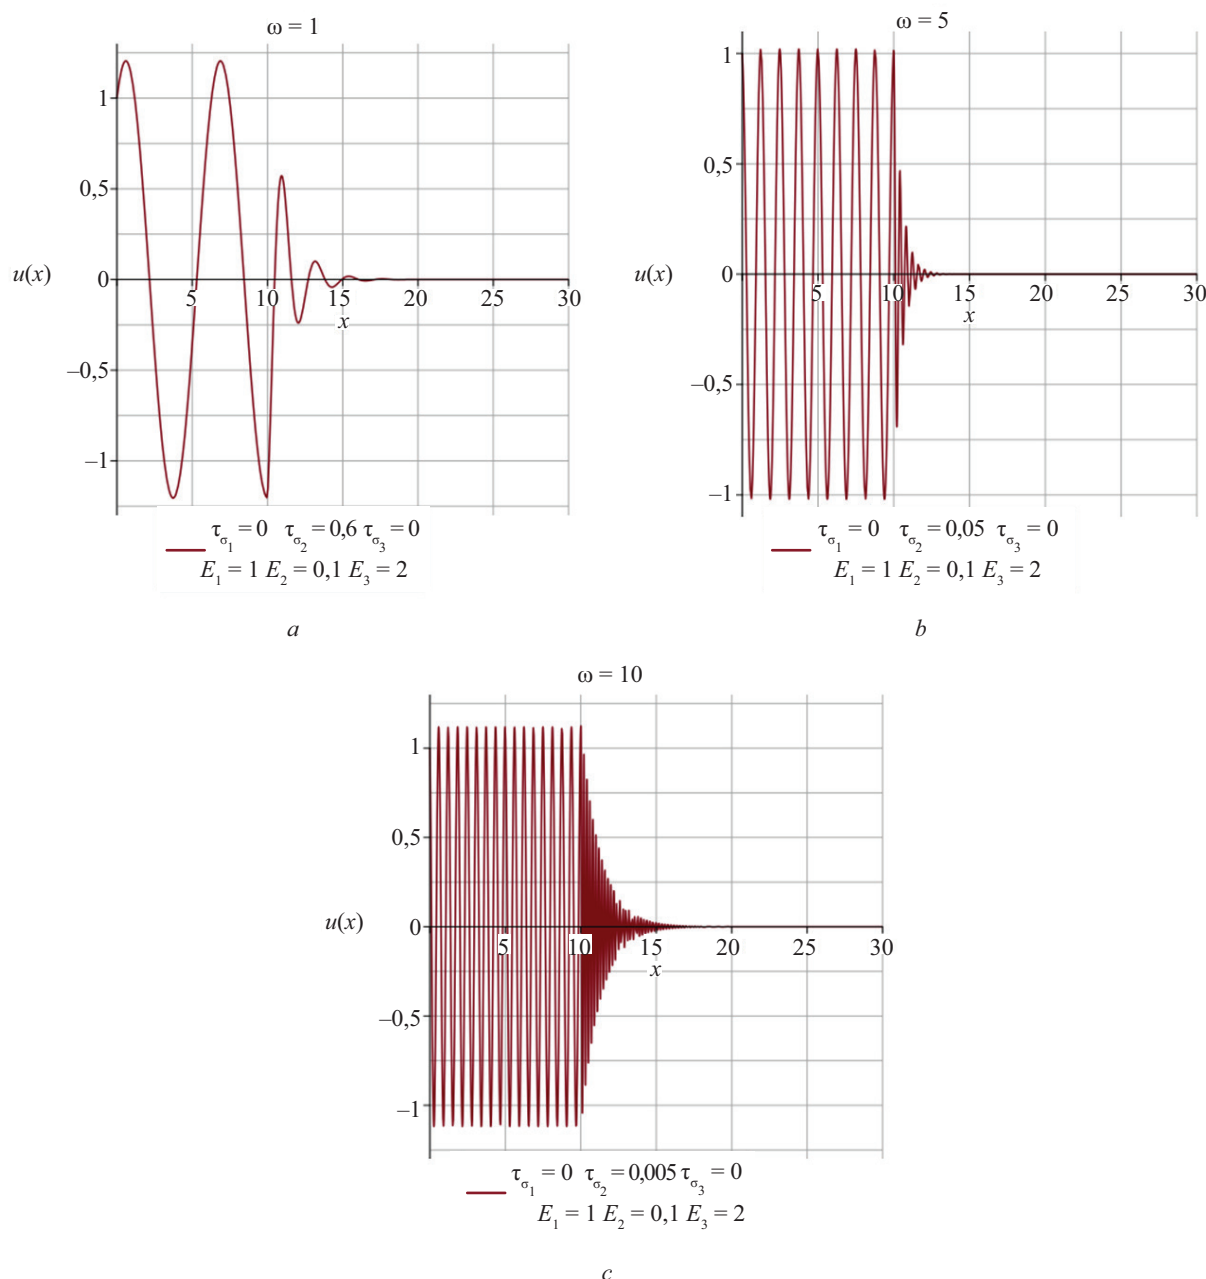 ω = 1
1
0,5
0
–0,5
–1
u(x)
5 10 15 20 25 30
x
τσ1 = 0 τσ2 = 0,6 τσ3 = 0
E1 = 1 E2 = 0,1 E3 = 2
a
ω = 5
1
0,5
0
–0,5
–1
u(x)
5 10 15 20 25 30
x
τσ1 = 0 τσ2 = 0,05 τσ3 = 0
E1 = 1 E2 = 0,1 E3 = 2
b
ω = 10
1
0,5
0
–0,5
–1
u(x)
5 10 15 20 25 30
x
τσ1 = 0 τσ2 = 0,005 τσ3 = 0
E1 = 1 E2 = 0,1 E3 = 2
c